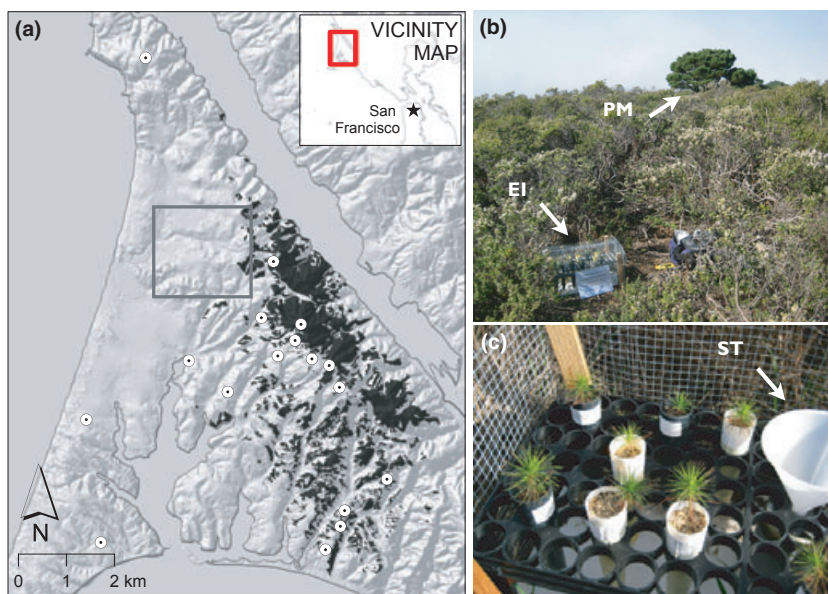 (a)
VICINITY
MAP
San
Francisco
N
0 1 2 km
(b)
PM
EI
(c)
ST